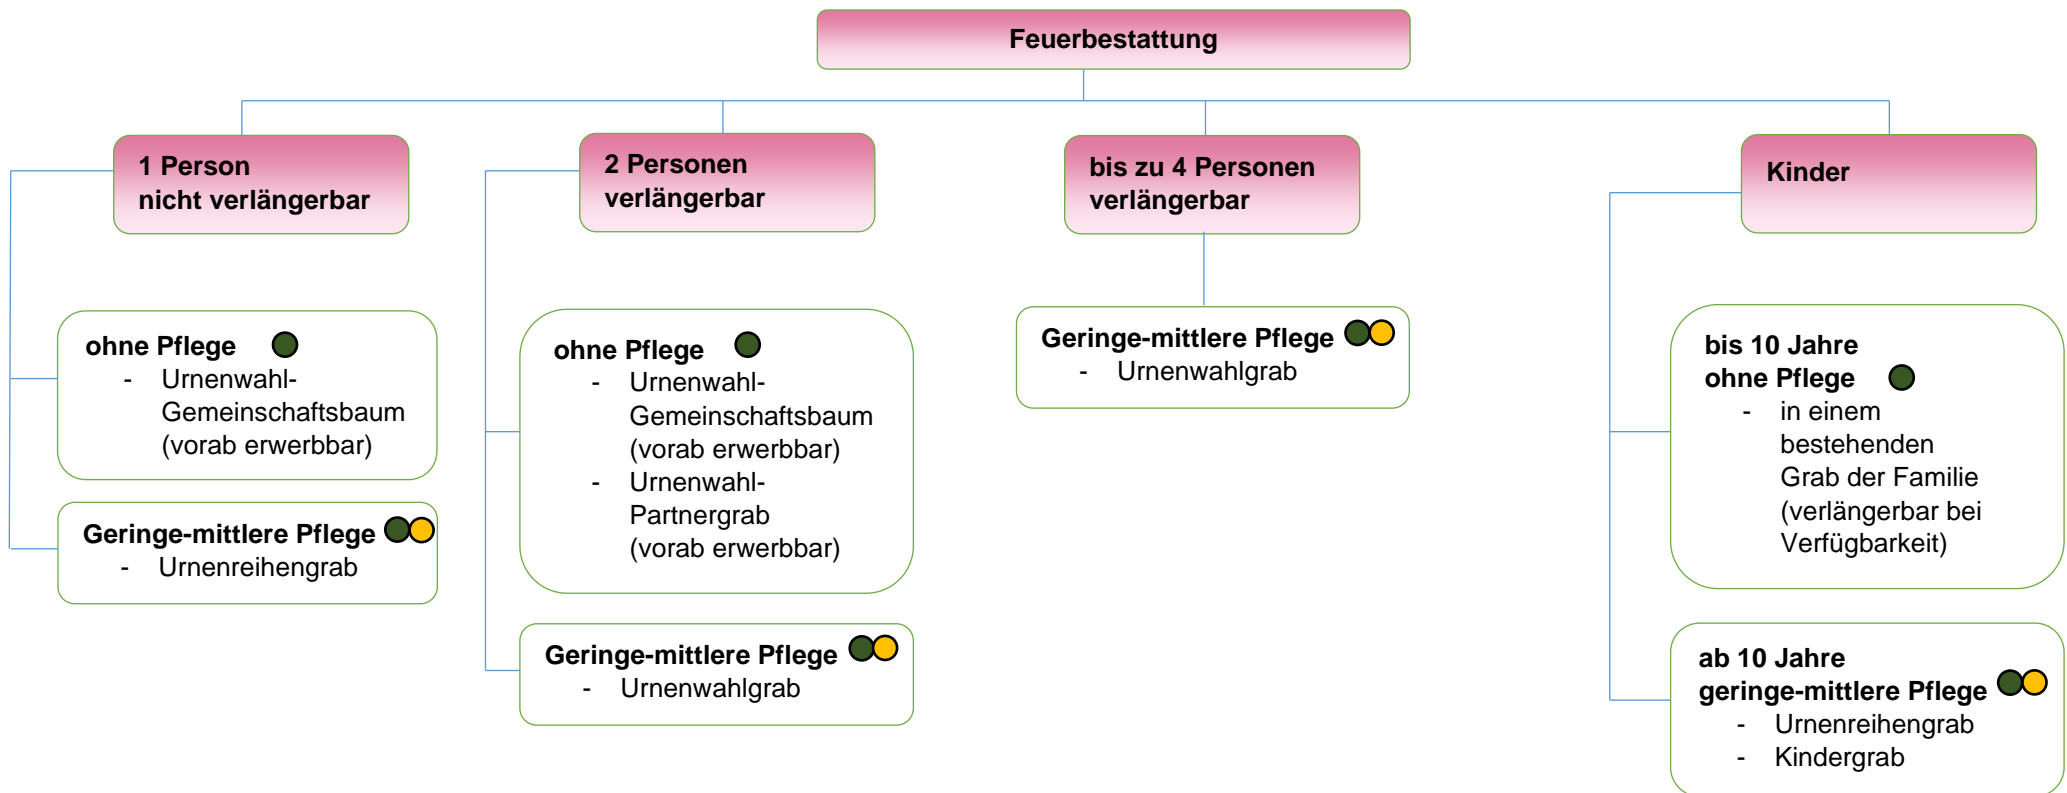 Feuerbestattung
1 Person
nicht verlängerbar
ohne Pflege
- Urnenwahl-
Gemeinschaftsbaum
(vorab erwerbbar)
Geringe-mittlere Pflege
- Urnenreihengrab
2 Personen
verlängerbar
ohne Pflege
- Urnenwahl-
Gemeinschaftsbaum
(vorab erwerbbar)
- Urnenwahl-
Partnergrab
(vorab erwerbbar)
Geringe-mittlere Pflege
- Urnenwahlgrab
bis zu 4 Personen
verlängerbar
Geringe-mittlere Pflege
- Urnenwahlgrab
Kinder
bis 10 Jahre
ohne Pflege
- in einem
bestehenden
Grab der Familie
(verlängerbar bei
Verfügbarkeit)
ab 10 Jahre
geringe-mittlere Pflege
- Urnenreihengrab
- Kindergrab